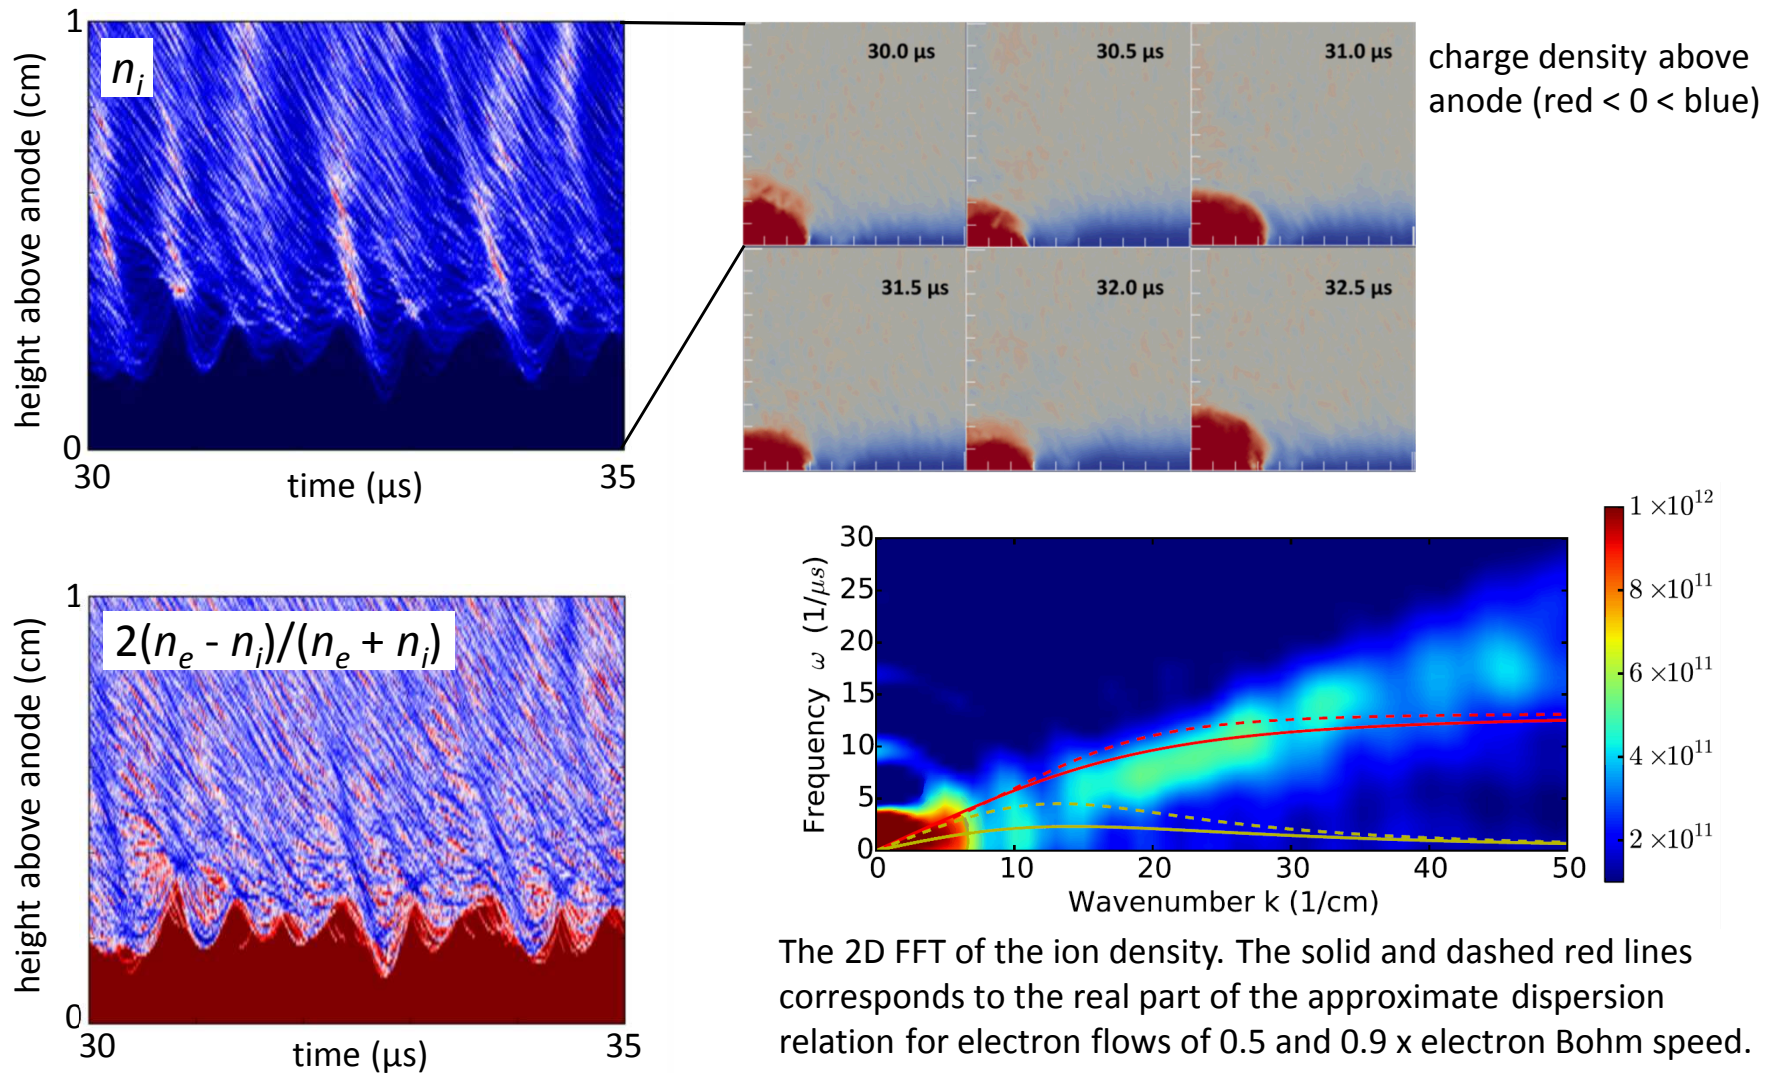 height above anode (cm)
1
n_i
0
30
35
time (µs)
30.0 µs
30.5 µs
31.0 µs
31.5 µs
32.0 µs
32.5 µs
charge density above
anode (red < 0 < blue)
height above anode (cm)
1
2(n_e - n_i)/(n_e + n_i)
0
30
35
time (µs)
Frequency ω (1/µs)
30
25
20
15
10
5
0
0
10
20
30
40
50
Wavenumber k (1/cm)
1 ×10^12
8 ×10^11
6 ×10^11
4 ×10^11
2 ×10^11
The 2D FFT of the ion density. The solid and dashed red lines
corresponds to the real part of the approximate dispersion
relation for electron flows of 0.5 and 0.9 x electron Bohm speed.